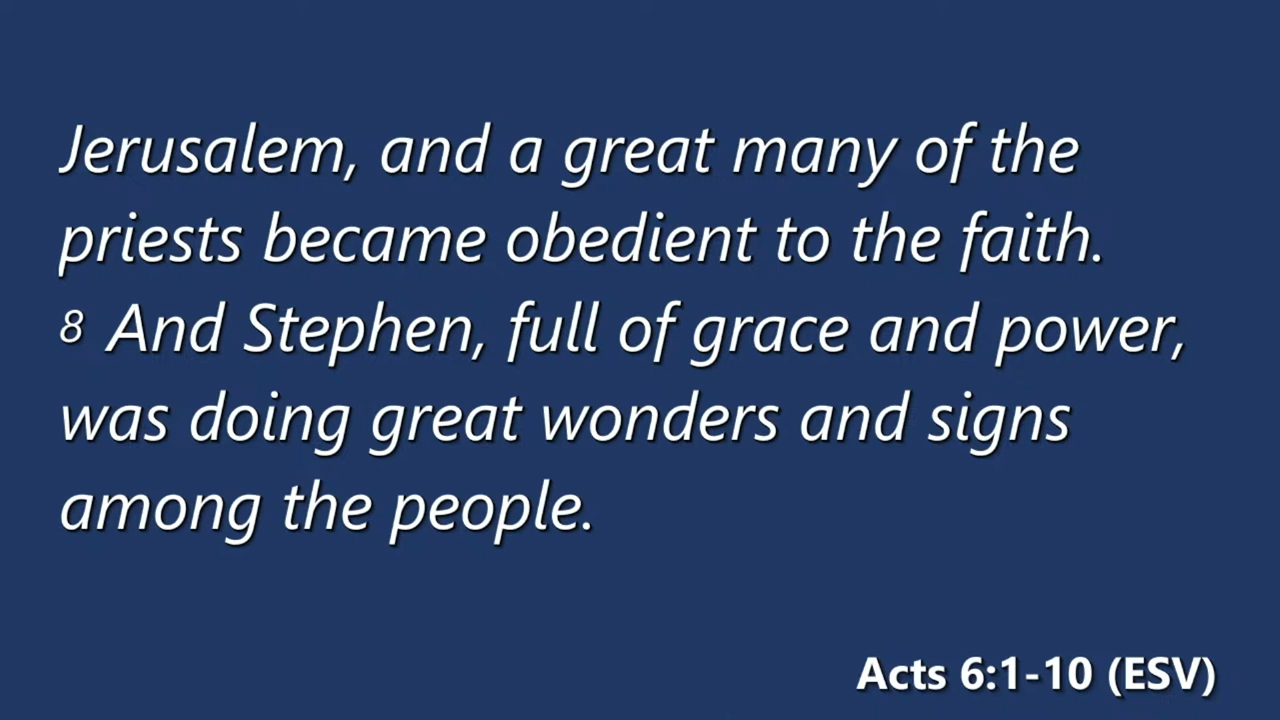 Jerusalem, and a great many of the
priests became obedient to the faith.
8 And Stephen, full of grace and power,
was doing great wonders and signs
among the people.
Acts 6:1-10 (ESV)